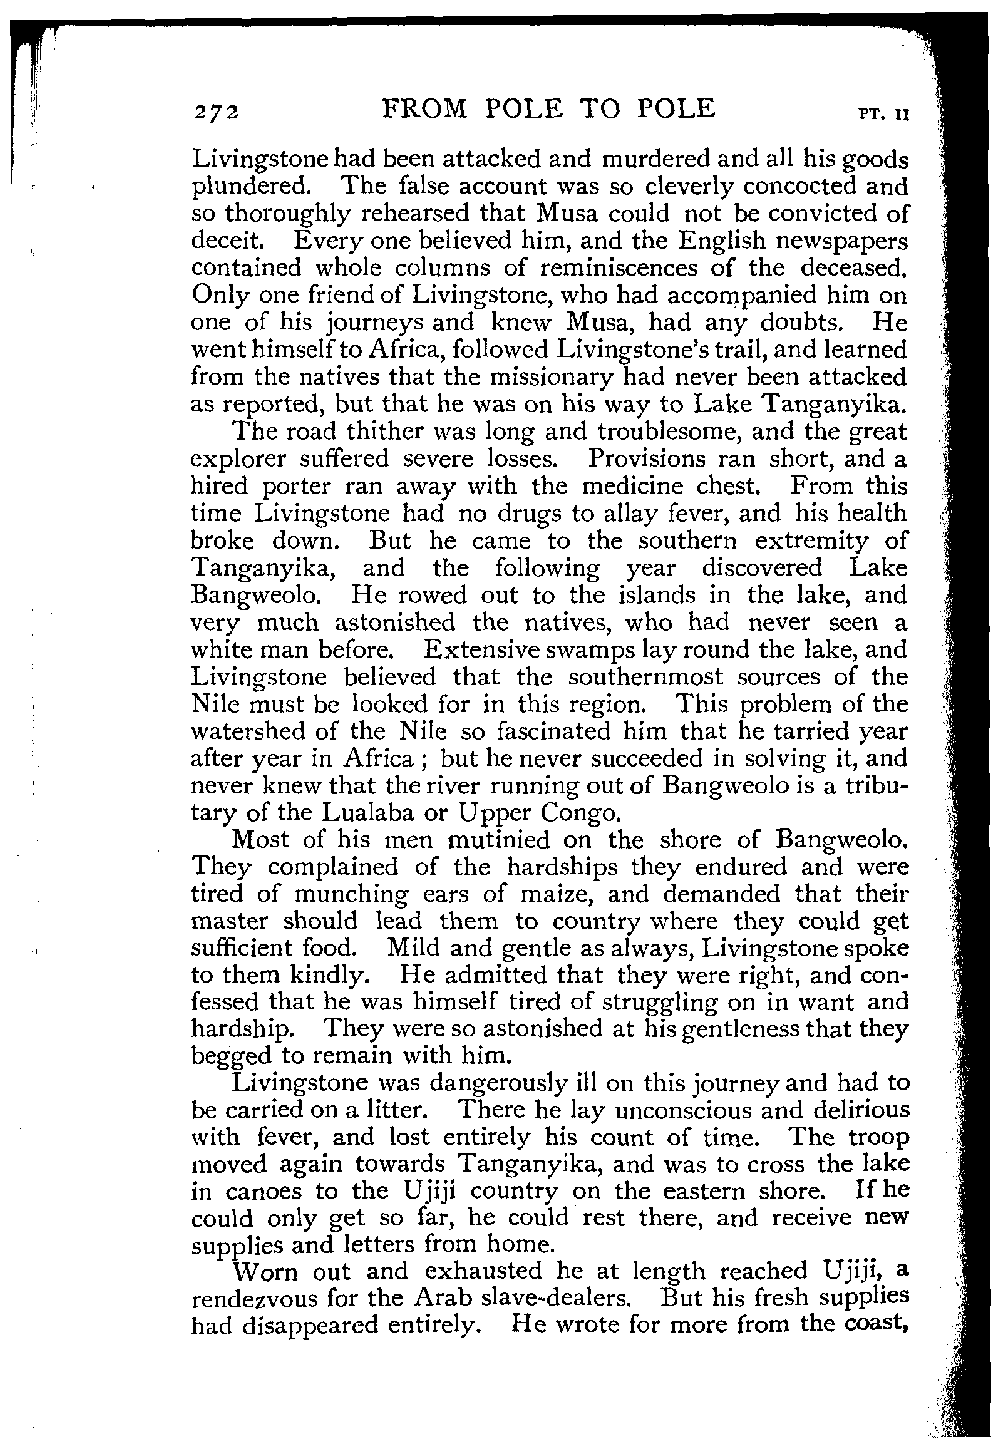 272 FROM POLE TO POLE PT. II
Livingstone had been attacked and murdered and all his goods
plundered. The false account was so cleverly concocted and
so thoroughly rehearsed that Musa could not be convicted of
deceit. Every one believed him, and the English newspapers
contained whole columns of reminiscences of the deceased.
Only one friend of Livingstone, who had accompanied him on
one of his journeys and knew Musa, had any doubts. He
went himself to Africa, followed Livingstone's trail, and learned
from the natives that the missionary had never been attacked
as reported, but that he was on his way to Lake Tanganyika.
The road thither was long and troublesome, and the great
explorer suffered severe losses. Provisions ran short, and a
hired porter ran away with the medicine chest. From this
time Livingstone had no drugs to allay fever, and his health
broke down. But he came to the southern extremity of
Tanganyika, and the following year discovered Lake
Bangweolo. He rowed out to the islands in the lake, and
very much astonished the natives, who had never seen a
white man before. Extensive swamps lay round the lake, and
Livingstone believed that the southernmost sources of the
Nile must be looked for in this region. This problem of the
watershed of the Nile so fascinated him that he tarried year
after year in Africa ; but he never succeeded in solving it, and
never knew that the river running out of Bangweolo is a tribu-
tary of the Lualaba or Upper Congo.
Most of his men mutinied on the shore of Bangweolo.
They complained of the hardships they endured and were
tired of munching ears of maize, and demanded that their
master should lead them to country where they could get
sufficient food. Mild and gentle as always, Livingstone spoke
to them kindly. He admitted that they were right, and con-
fessed that he was himself tired of struggling on in want and
hardship. They were so astonished at his gentleness that they
begged to remain with him.
Livingstone was dangerously ill on this journey and had to
be carried on a litter. There he lay unconscious and delirious
with fever, and lost entirely his count of time. The troop
moved again towards Tanganyika, and was to cross the lake
in canoes to the Ujiji country on the eastern shore. If he
could only get so far, he could rest there, and receive new
supplies and letters from home.
Worn out and exhausted he at length reached Ujiji, a
rendezvous for the Arab slave-dealers. But his fresh supplies
had disappeared entirely. He wrote for more from the coast,